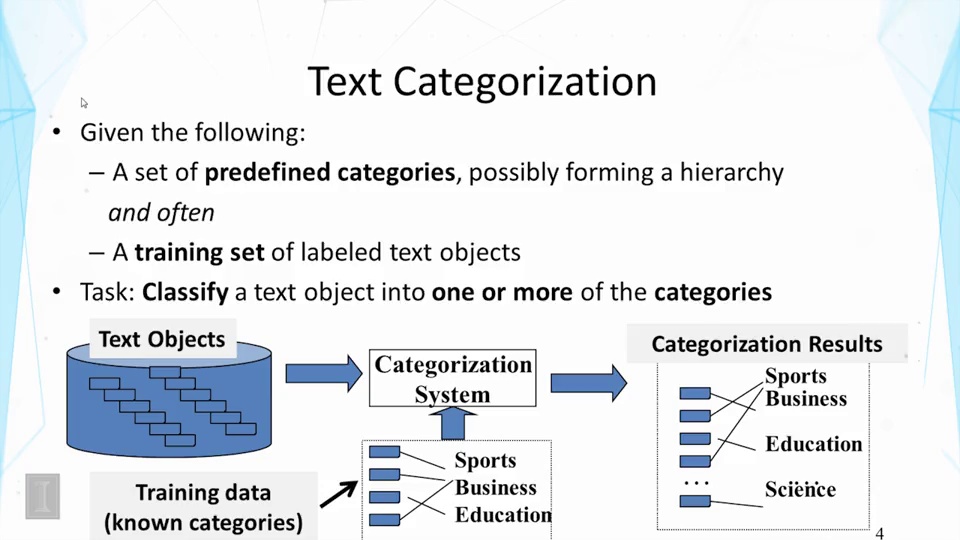 Text Categorization
• Given the following:
– A set of predefined categories, possibly forming a hierarchy
and often
– A training set of labeled text objects
• Task: Classify a text object into one or more of the categories
Text Objects
Categorization
System
Categorization Results
Sports
Business
Education
...
Science
Training data
(known categories)
Sports
Business
Education
I
4